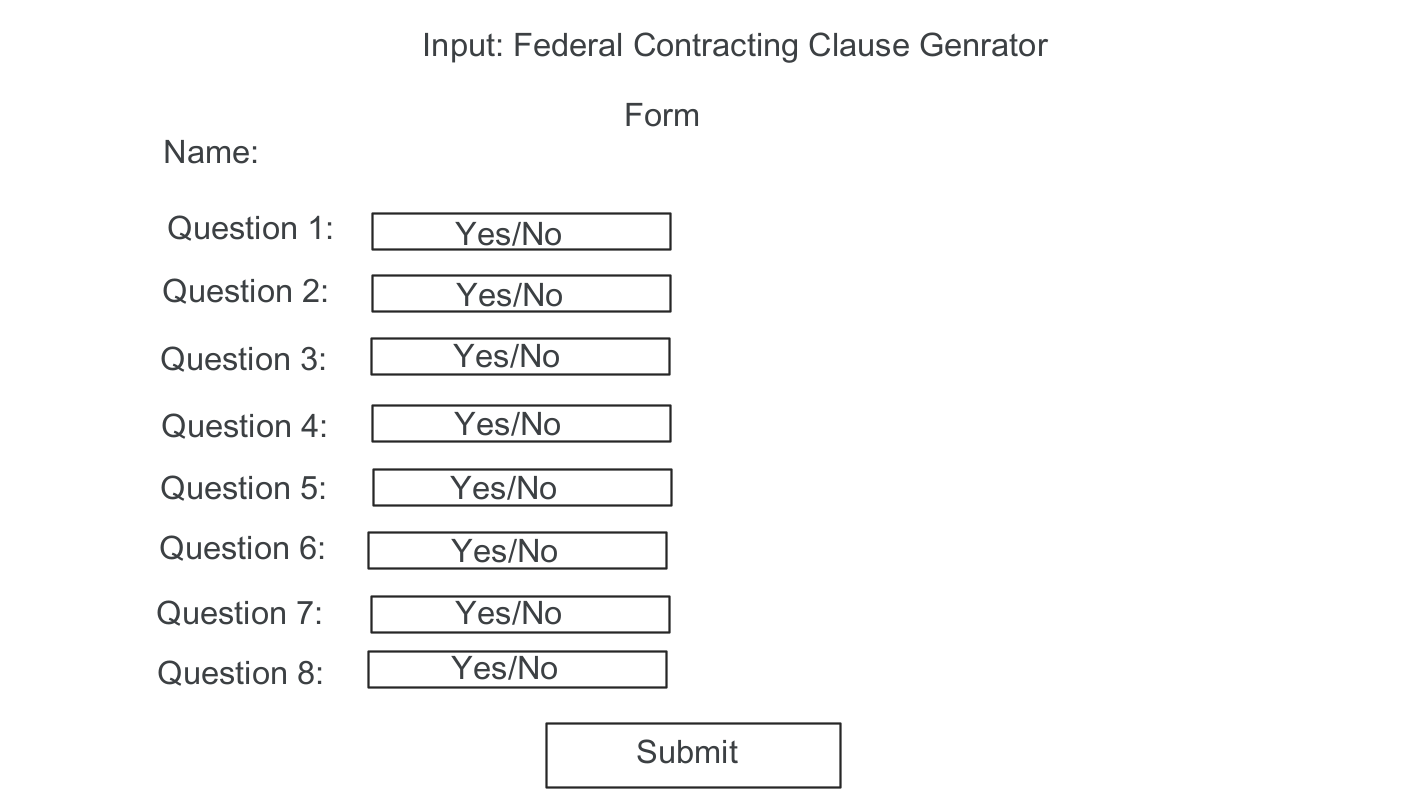 Input: Federal Contracting Clause Genrator
Form
Name:
Question 1: Yes/No
Question 2: Yes/No
Question 3: Yes/No
Question 4: Yes/No
Question 5: Yes/No
Question 6: Yes/No
Question 7: Yes/No
Question 8: Yes/No
Submit